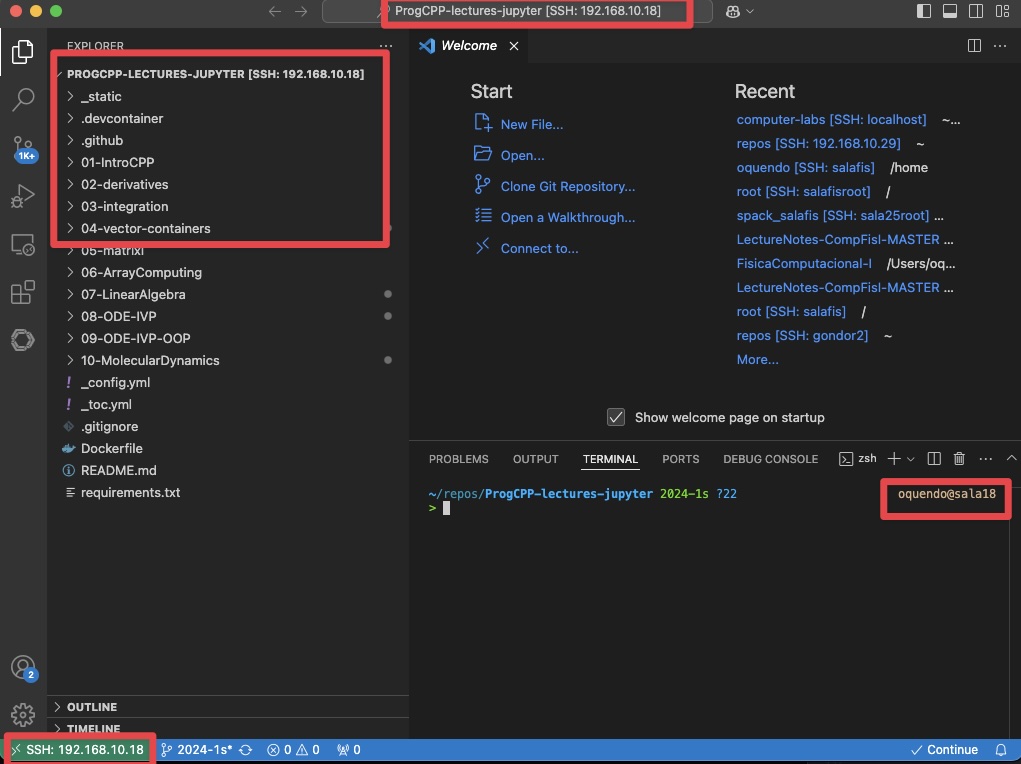 ProgCPP-lectures-jupyter [SSH: 192.168.10.18]
EXPLORER
PROGCPP-LECTURES-JUPYTER [SSH: 192.168.10.18]
_static
.devcontainer
.github
01-IntroCPP
02-derivatives
03-integration
04-vector-containers
05-matrixi
06-ArrayComputing
07-LinearAlgebra
08-ODE-IVP
09-ODE-IVP-OOP
10-MolecularDynamics
! _config.yml
! _toc.yml
.gitignore
Dockerfile
README.md
requirements.txt
OUTLINE
TIMELINE
1K+
2
Welcome
Start
New File...
Open...
Clone Git Repository...
Open a Walkthrough...
Connect to...
Recent
computer-labs [SSH: localhost] ~...
repos [SSH: 192.168.10.29] ~
oquendo [SSH: salafis] /home
root [SSH: salafisroot] /
spack_salafis [SSH: sala25root] ...
LectureNotes-CompFisI-MASTER ...
FisicaComputacional-I /Users/oq...
LectureNotes-CompFisI-MASTER ...
root [SSH: salafis] /
repos [SSH: gondor2] ~
More...
Show welcome page on startup
PROBLEMS OUTPUT TERMINAL PORTS DEBUG CONSOLE zsh
~/repos/ProgCPP-lectures-jupyter 2024-1s ?22 oquendo@sala18
>
SSH: 192.168.10.18 2024-1s* 0 0 0 Continue